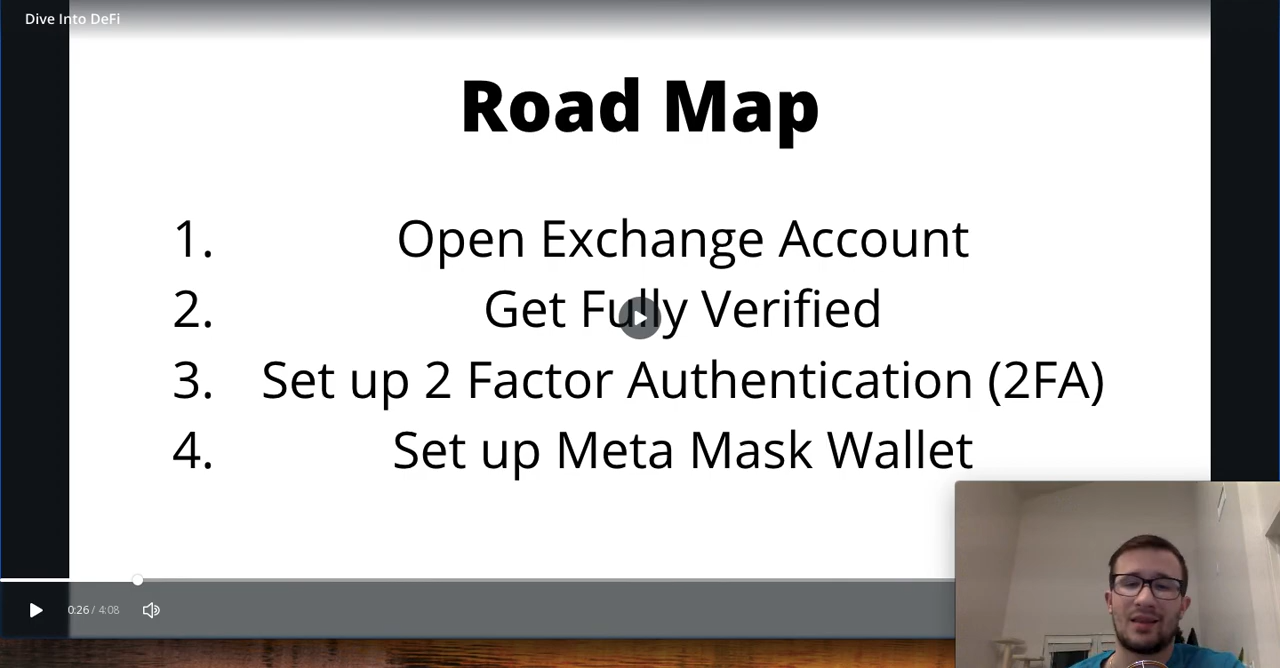 Dive Into DeFi
Road Map
1. Open Exchange Account
2. Get Fully Verified
3. Set up 2 Factor Authentication (2FA)
4. Set up Meta Mask Wallet
0:26 / 4:08